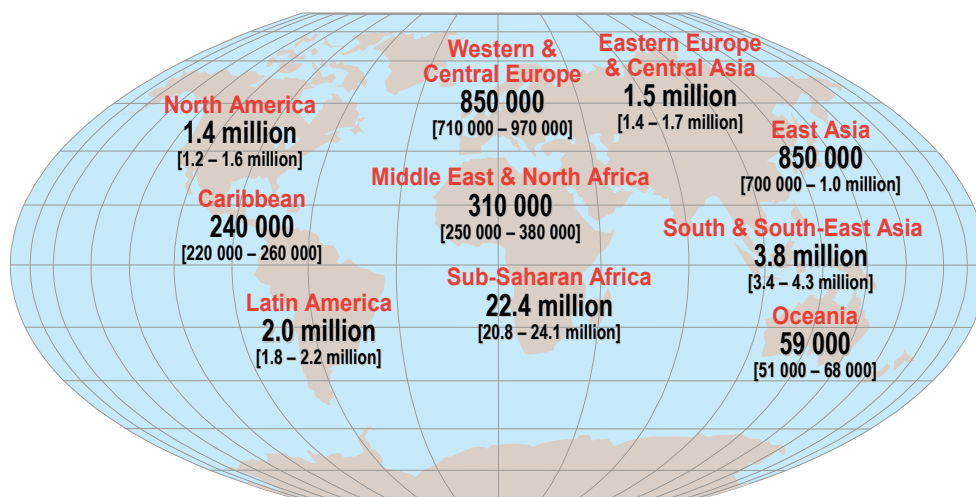 Western &
Central Europe
850 000
[710 000 – 970 000]
Eastern Europe
& Central Asia
1.5 million
[1.4 – 1.7 million]
North America
1.4 million
[1.2 – 1.6 million]
East Asia
850 000
[700 000 – 1.0 million]
Middle East & North Africa
310 000
[250 000 – 380 000]
Caribbean
240 000
[220 000 – 260 000]
South & South-East Asia
3.8 million
[3.4 – 4.3 million]
Sub-Saharan Africa
22.4 million
[20.8 – 24.1 million]
Latin America
2.0 million
[1.8 – 2.2 million]
Oceania
59 000
[51 000 – 68 000]